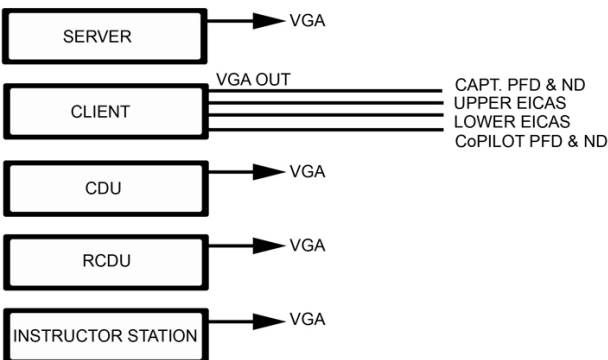 SERVER
VGA
CLIENT
VGA OUT
CAPT. PFD & ND
UPPER EICAS
LOWER EICAS
CoPILOT PFD & ND
CDU
VGA
RCDU
VGA
INSTRUCTOR STATION
VGA